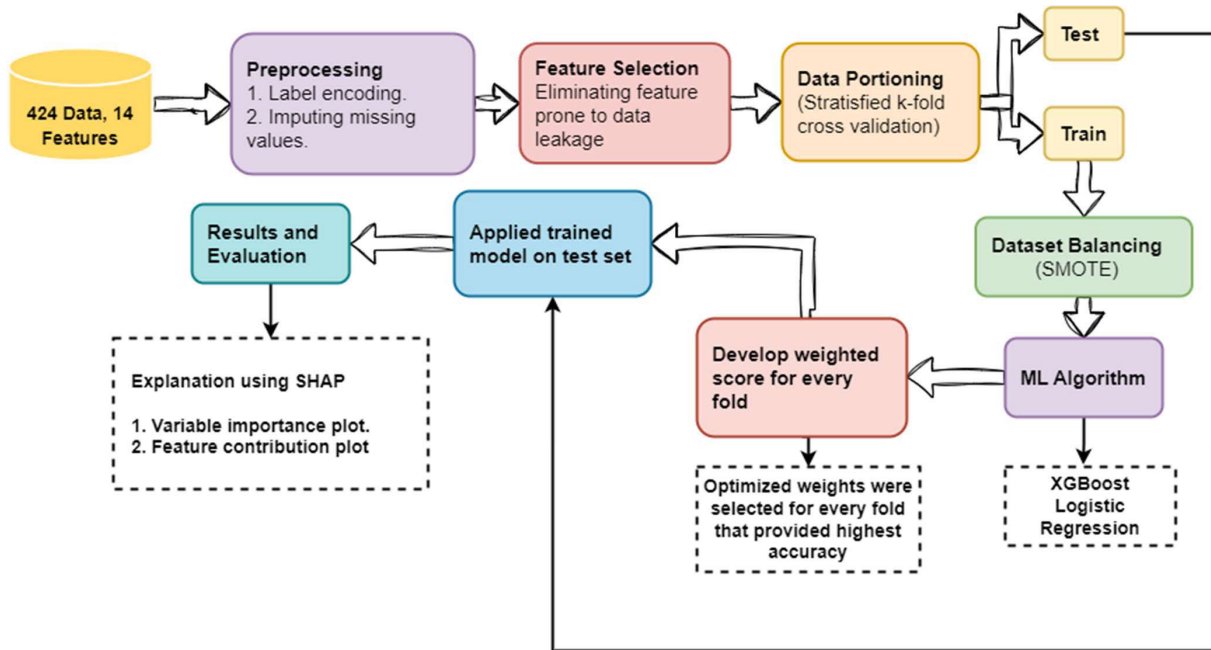 424 Data, 14
Features
Preprocessing
1. Label encoding.
2. Imputing missing
values.
Feature Selection
Eliminating feature
prone to data
leakage
Data Portioning
(Stratisfied k-fold
cross validation)
Test
Train
Dataset Balancing
(SMOTE)
ML Algorithm
XGBoost
Logistic
Regression
Develop weighted
score for every
fold
Optimized weights were
selected for every fold
that provided highest
accuracy
Applied trained
model on test set
Results and
Evaluation
Explanation using SHAP
1. Variable importance plot.
2. Feature contribution plot